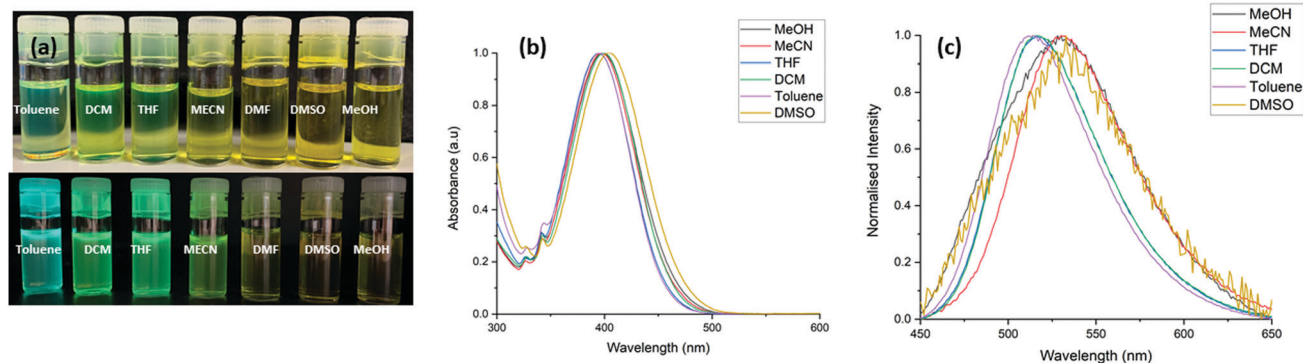 (a)
Toluene DCM THF MECN DMF DMSO MeOH
Toluene DCM THF MECN DMF DMSO MeOH
(b)
MeOH
MeCN
THF
DCM
Toluene
DMSO
Absorbance (a.u)
1.0
0.8
0.6
0.4
0.2
0.0
300 400 500 600
Wavelength (nm)
(c)
MeOH
MeCN
THF
DCM
Toluene
DMSO
Normalised Intensity
1.0
0.8
0.6
0.4
0.2
0.0
450 500 550 600 650
Wavelength (nm)